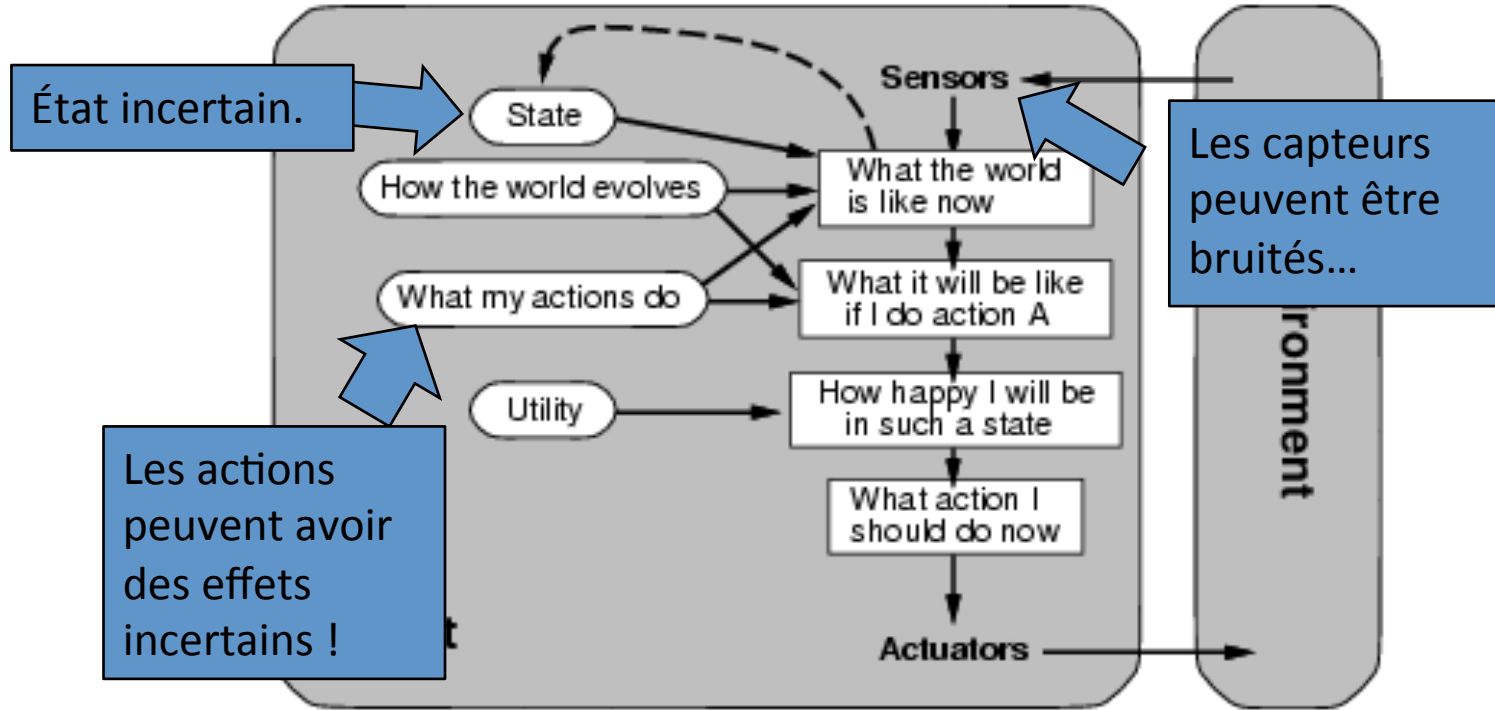 État incertain.
State
How the world evolves
What my actions do
Utility
Sensors
What the world
is like now
What it will be like
if I do action A
How happy I will be
in such a state
What action I
should do now
Actuators
Les capteurs
peuvent être
bruités...
Les actions
peuvent avoir
des effets
incertains !
t
ironment